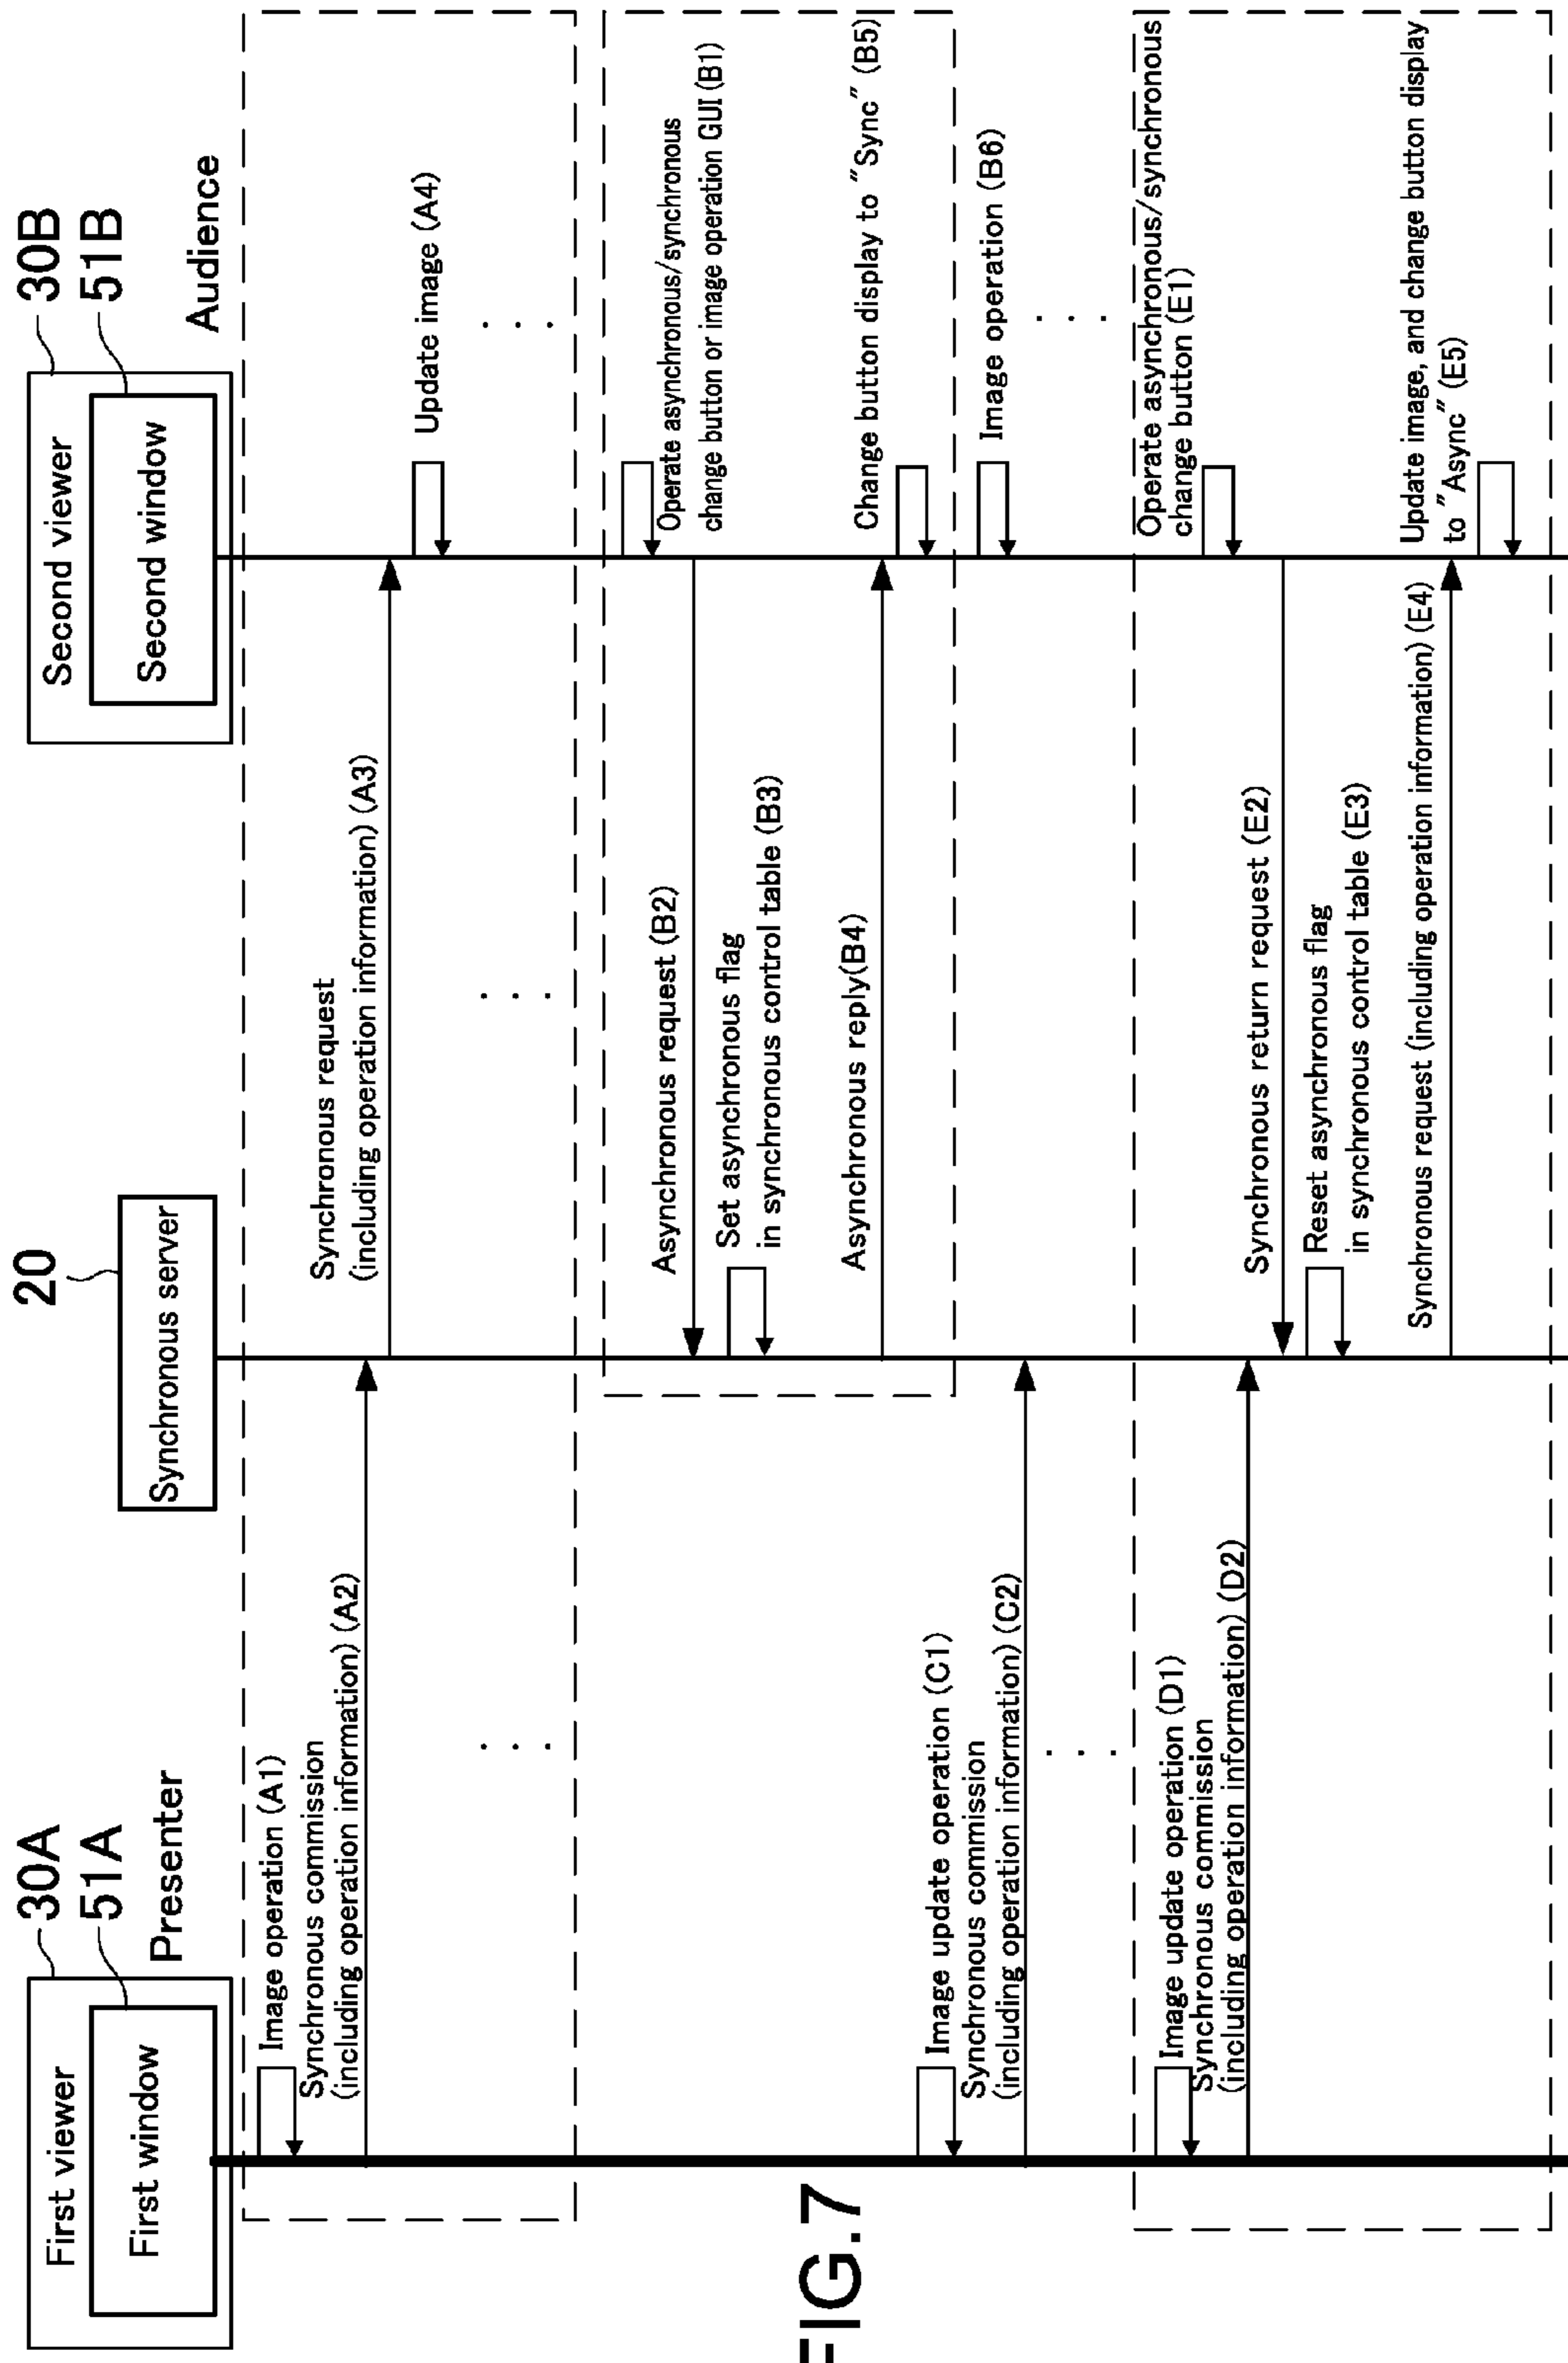 First viewer
First window
30A
51A
Presenter
20
Synchronous server
Second viewer
Second window
30B
51B
Audience
Image operation (A1)
Synchronous commission
(including operation information) (A2)
Synchronous request
(including operation information) (A3)
Update image (A4)
. . .
. . .
. . .
Operate asynchronous/synchronous
change button or image operation GUI (B1)
Asynchronous request (B2)
Set asynchronous flag
in synchronous control table (B3)
Asynchronous reply(B4)
Change button display to "Sync" (B5)
Image operation (B6)
Image update operation (C1)
Synchronous commission
(including operation information) (C2)
. . .
. . .
Image update operation (D1)
Synchronous commission
(including operation information) (D2)
Operate asynchronous/synchronous
change button (E1)
Synchronous return request (E2)
Reset asynchronous flag
in synchronous control table (E3)
Synchronous request (including operation information) (E4)
Update image, and change button display
to "Async" (E5)
FIG.7